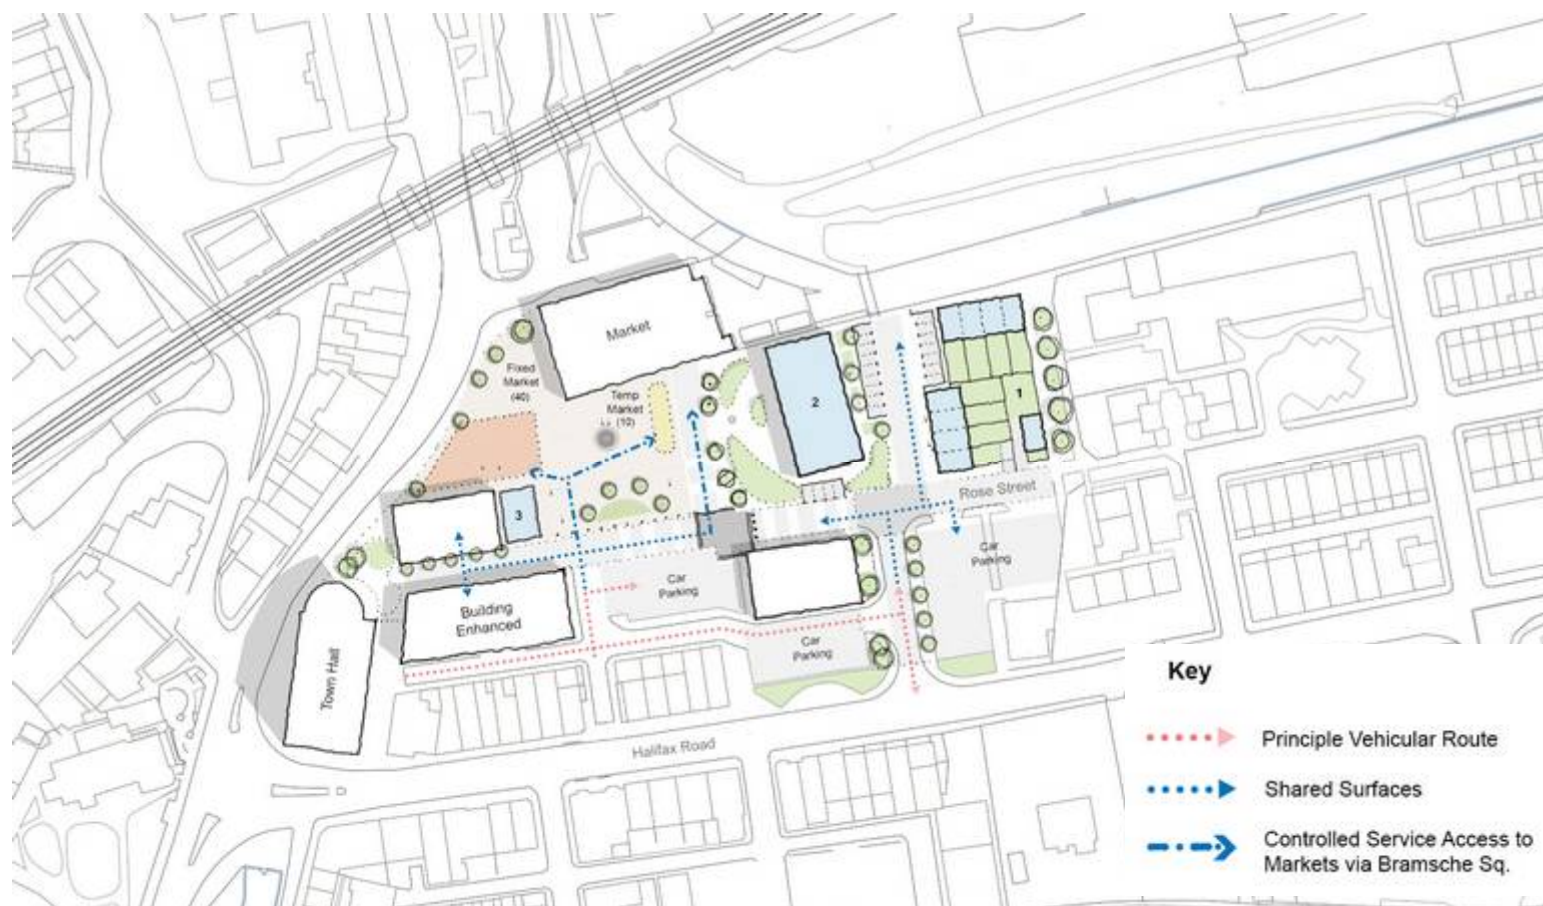 Market
Fixed
Market
(40)
Temp
Market
(10)
2
1
3
Rose Street
Car
Parking
Car
Parking
Building
Enhanced
Car
Parking
Town Hall
Halifax Road
Key
Principle Vehicular Route
Shared Surfaces
Controlled Service Access to
Markets via Bramsche Sq.